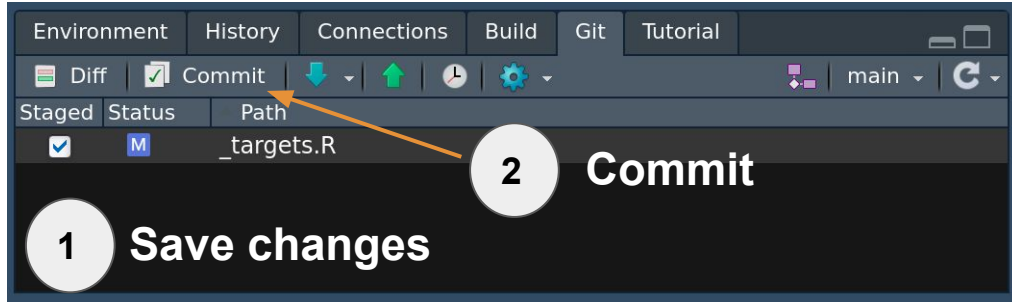 Environment History Connections Build Git Tutorial
Diff Commit main
Staged Status Path
M _targets.R
2 Commit
1 Save changes